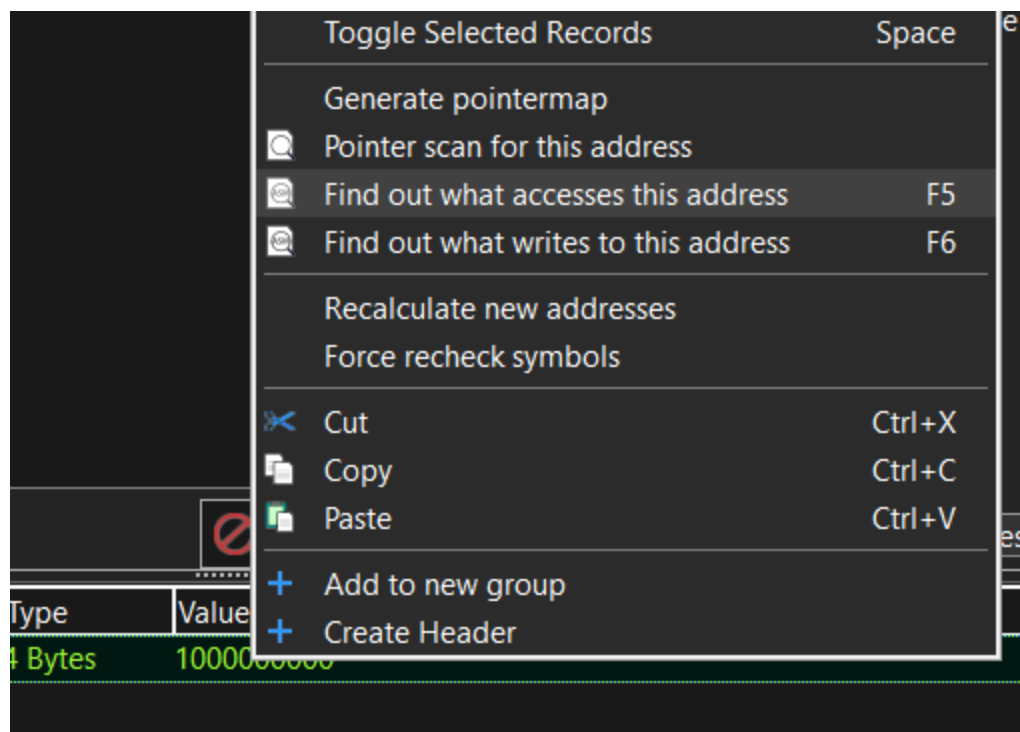 Toggle Selected Records Space
Generate pointermap
Pointer scan for this address
Find out what accesses this address F5
Find out what writes to this address F6
Recalculate new addresses
Force recheck symbols
Cut Ctrl+X
Copy Ctrl+C
Paste Ctrl+V
Add to new group
Create Header
Type Value
4 Bytes 1000000000